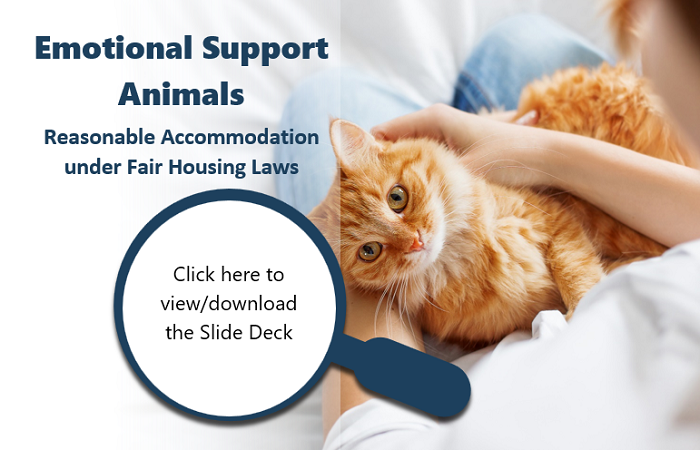 Emotional Support
Animals
Reasonable Accommodation
under Fair Housing Laws
Click here to
view/download
the Slide Deck